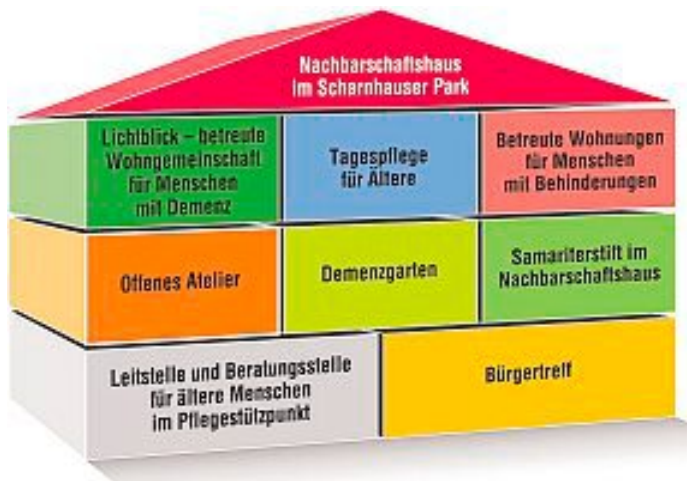 Nachbarschaftshaus
im Scharnhauser Park
Lichtblick – betreute
Wohngemeinschaft
für Menschen
mit Demenz
Tagespflege
für Ältere
Betreute Wohnungen
für Menschen
mit Behinderungen
Offenes Atelier
Demenzgarten
Samariterstift im
Nachbarschaftshaus
Leitstelle und Beratungsstelle
für ältere Menschen
im Pflegestützpunkt
Bürgertreff